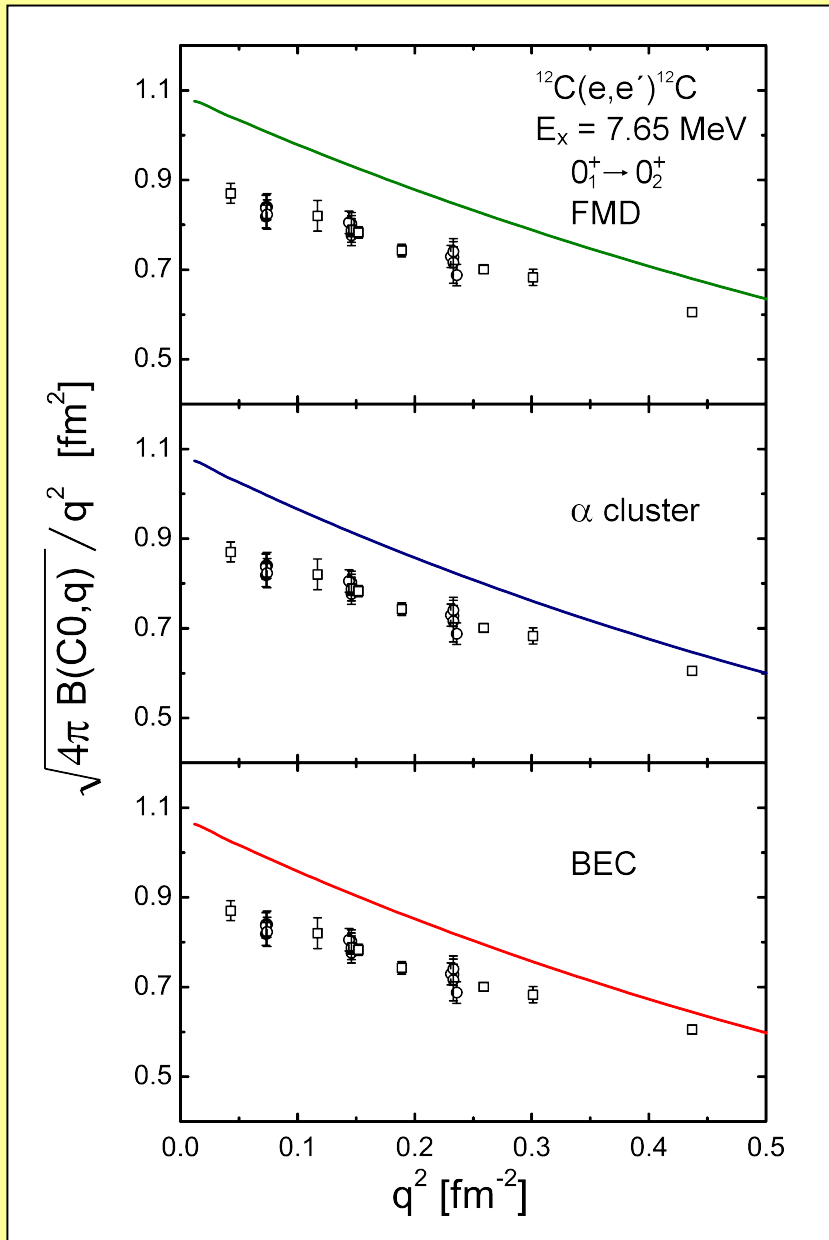 ¹²C(e,e´)¹²C
Eₓ = 7.65 MeV
0₁⁺→ 0₂⁺
FMD
1.1
0.9
0.7
0.5
α cluster
1.1
0.9
0.7
0.5
BEC
1.1
0.9
0.7
0.5
√4π B(C0,q) / q² [fm²]
0.0 0.1 0.2 0.3 0.4 0.5
q² [fm⁻²]